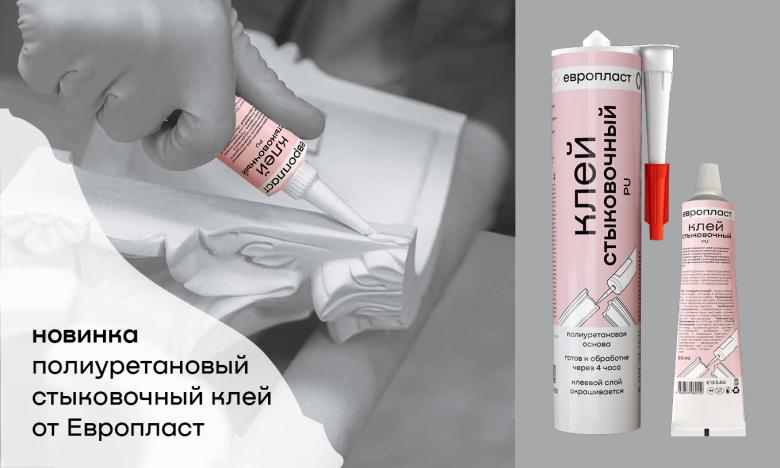 европласт
клей
стыковочный
PU
новинка
полиуретановый
стыковочный клей
от Европласт
европласт
клей
стыковочный
PU
полиуретановая
основа
готов к обработке
через 4 часа
клеевой слой
окрашивается
европласт
клей
стыковочный
PU